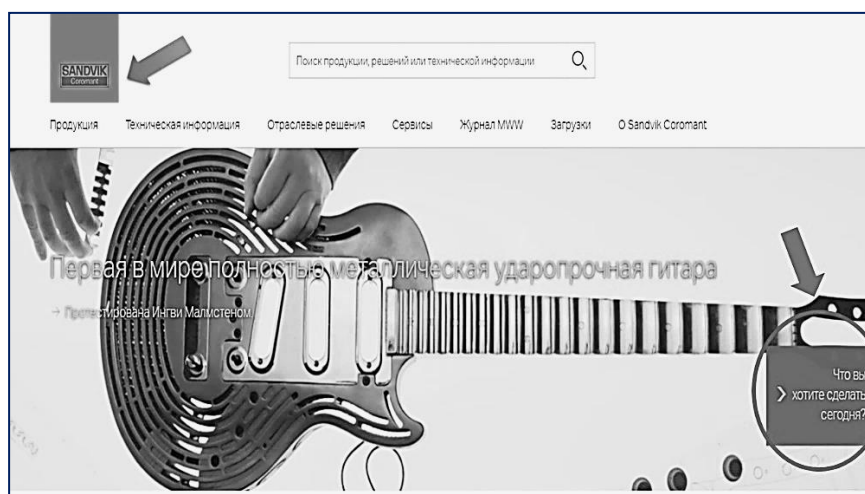 SANDVIK
Coromant
Поиск продукции, решений или технической информации
Продукция Техническая информация Отраслевые решения Сервисы Журнал MWW Загрузки О Sandvik Coromant
Первая в мире полностью металлическая ударопрочная гитара
→ Протестирована Ингви Малмстеном
Что вы
хотите сделать
сегодня?